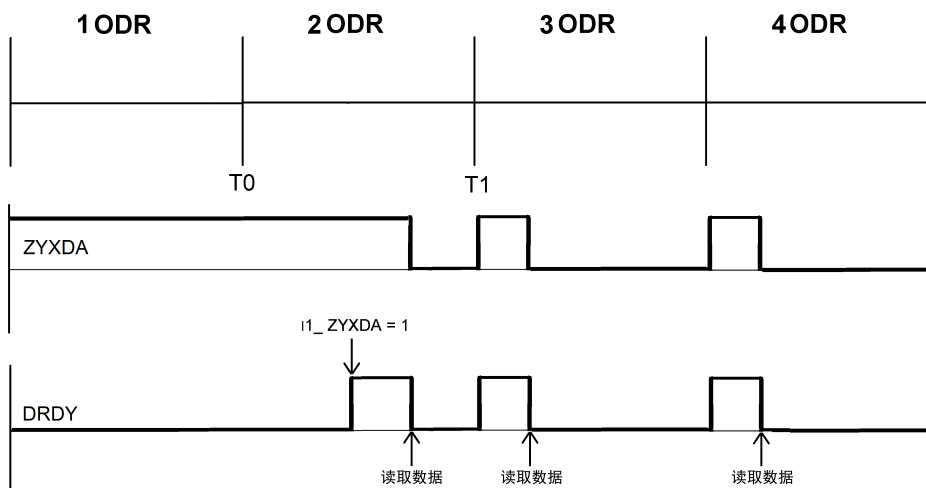 1 ODR 2 ODR 3 ODR 4 ODR
T0 T1
ZYXDA
I1_ ZYXDA = 1
DRDY
读取数据 读取数据 读取数据